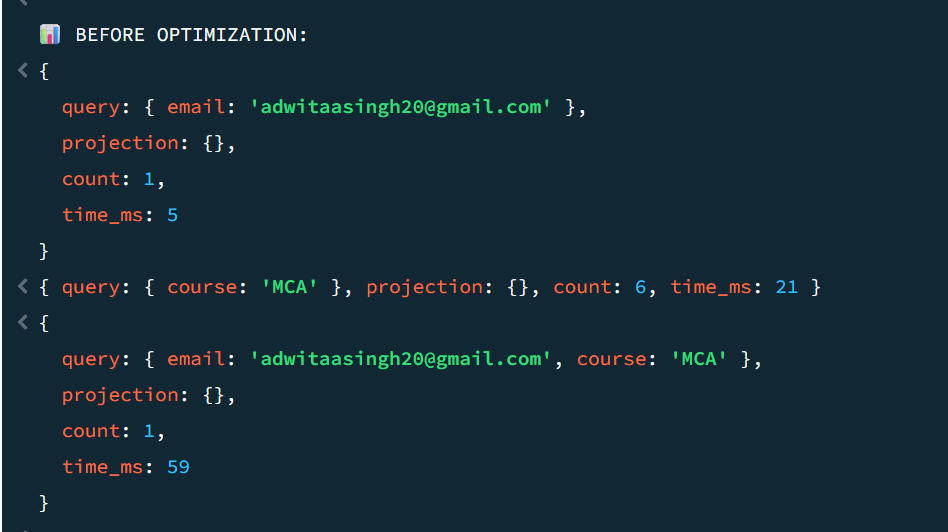 📊 BEFORE OPTIMIZATION:
{
query: { email: 'adwitaasingh20@gmail.com' },
projection: {},
count: 1,
time_ms: 5
}
{ query: { course: 'MCA' }, projection: {}, count: 6, time_ms: 21 }
{
query: { email: 'adwitaasingh20@gmail.com', course: 'MCA' },
projection: {},
count: 1,
time_ms: 59
}